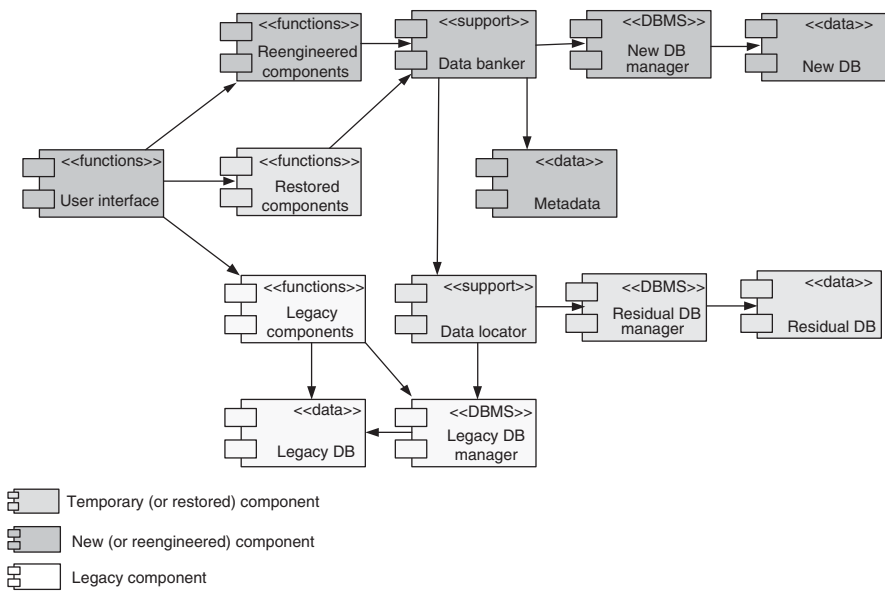 <<functions>>
Reengineered
components
<<support>>
Data banker
<<DBMS>>
New DB
manager
<<data>>
New DB
<<functions>>
User interface
<<functions>>
Restored
components
<<data>>
Metadata
<<functions>>
Legacy
components
<<support>>
Data locator
<<DBMS>>
Residual DB
manager
<<data>>
Residual DB
<<data>>
Legacy DB
<<DBMS>>
Legacy DB
manager
Temporary (or restored) component
New (or reengineered) component
Legacy component